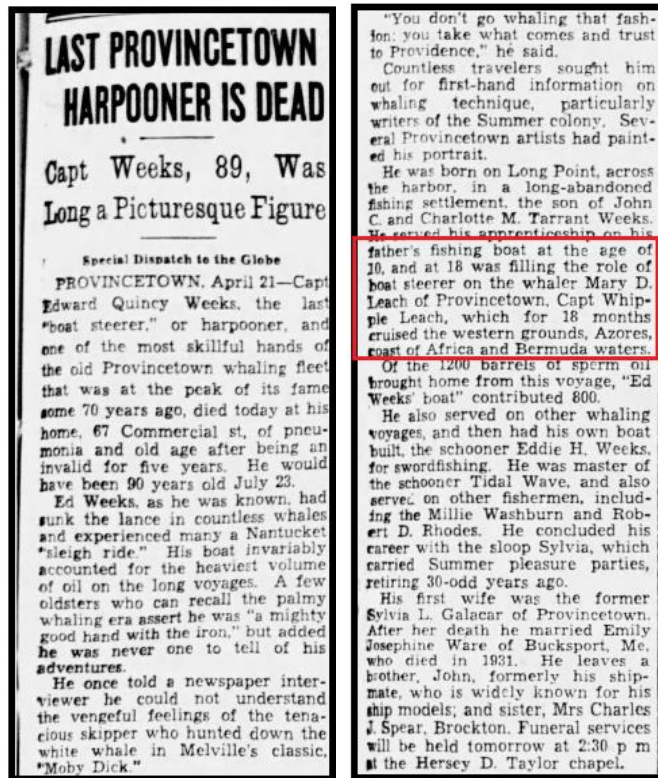 LAST PROVINCETOWN
HARPOONER IS DEAD
Capt Weeks, 89, Was
Long a Picturesque Figure
Special Dispatch to the Globe
PROVINCETOWN, April 21—Capt
Edward Quincy Weeks, the last
"boat steerer," or harpooner, and
one of the most skillful hands of
the old Provincetown whaling fleet
that was at the peak of its fame
some 70 years ago, died today at his
home, 67 Commercial st, of pneu-
monia and old age after being an
invalid for five years. He would
have been 90 years old July 23.
Ed Weeks, as he was known, had
sunk the lance in countless whales
and experienced many a Nantucket
"sleigh ride." His boat invariably
accounted for the heaviest volume
of oil on the long voyages. A few
oldsters who can recall the palmy
whaling era assert he was "a mighty
good hand with the iron," but added
he was never one to tell of his
adventures.
He once told a newspaper inter-
viewer he could not understand
the vengeful feelings of the tena-
cious skipper who hunted down the
white whale in Melville's classic,
"Moby Dick."
"You don't go whaling that fash-
ion; you take what comes and trust
to Providence," he said.
Countless travelers sought him
out for first-hand information on
whaling technique, particularly
writers of the Summer colony. Sev-
eral Provincetown artists had paint-
ed his portrait.
He was born on Long Point, across
the harbor, in a long-abandoned
fishing settlement, the son of John
C. and Charlotte M. Tarrant Weeks.
He served his apprenticeship on his
father's fishing boat at the age of
10, and at 18 was filling the role of
boat steerer on the whaler Mary D.
Leach of Provincetown, Capt Whip-
ple Leach, which for 18 months
cruised the western grounds, Azores,
coast of Africa and Bermuda waters.
Of the 1200 barrels of sperm oil
brought home from this voyage, "Ed
Weeks' boat" contributed 800.
He also served on other whaling
voyages, and then had his own boat
built, the schooner Eddie H. Weeks,
for swordfishing. He was master of
the schooner Tidal Wave, and also
served on other fishermen, includ-
ing the Millie Washburn and Rob-
ert D. Rhodes. He concluded his
career with the sloop Sylvia, which
carried Summer pleasure parties,
retiring 30-odd years ago.
His first wife was the former
Sylvia L. Galacar of Provincetown.
After her death he married Emily
Josephine Ware of Bucksport, Me,
who died in 1931. He leaves a
brother, John, formerly his ship-
mate, who is widely known for his
ship models; and sister, Mrs Charles
J. Spear, Brockton. Funeral services
will be held tomorrow at 2:30 p m
at the Hersey D. Taylor chapel.